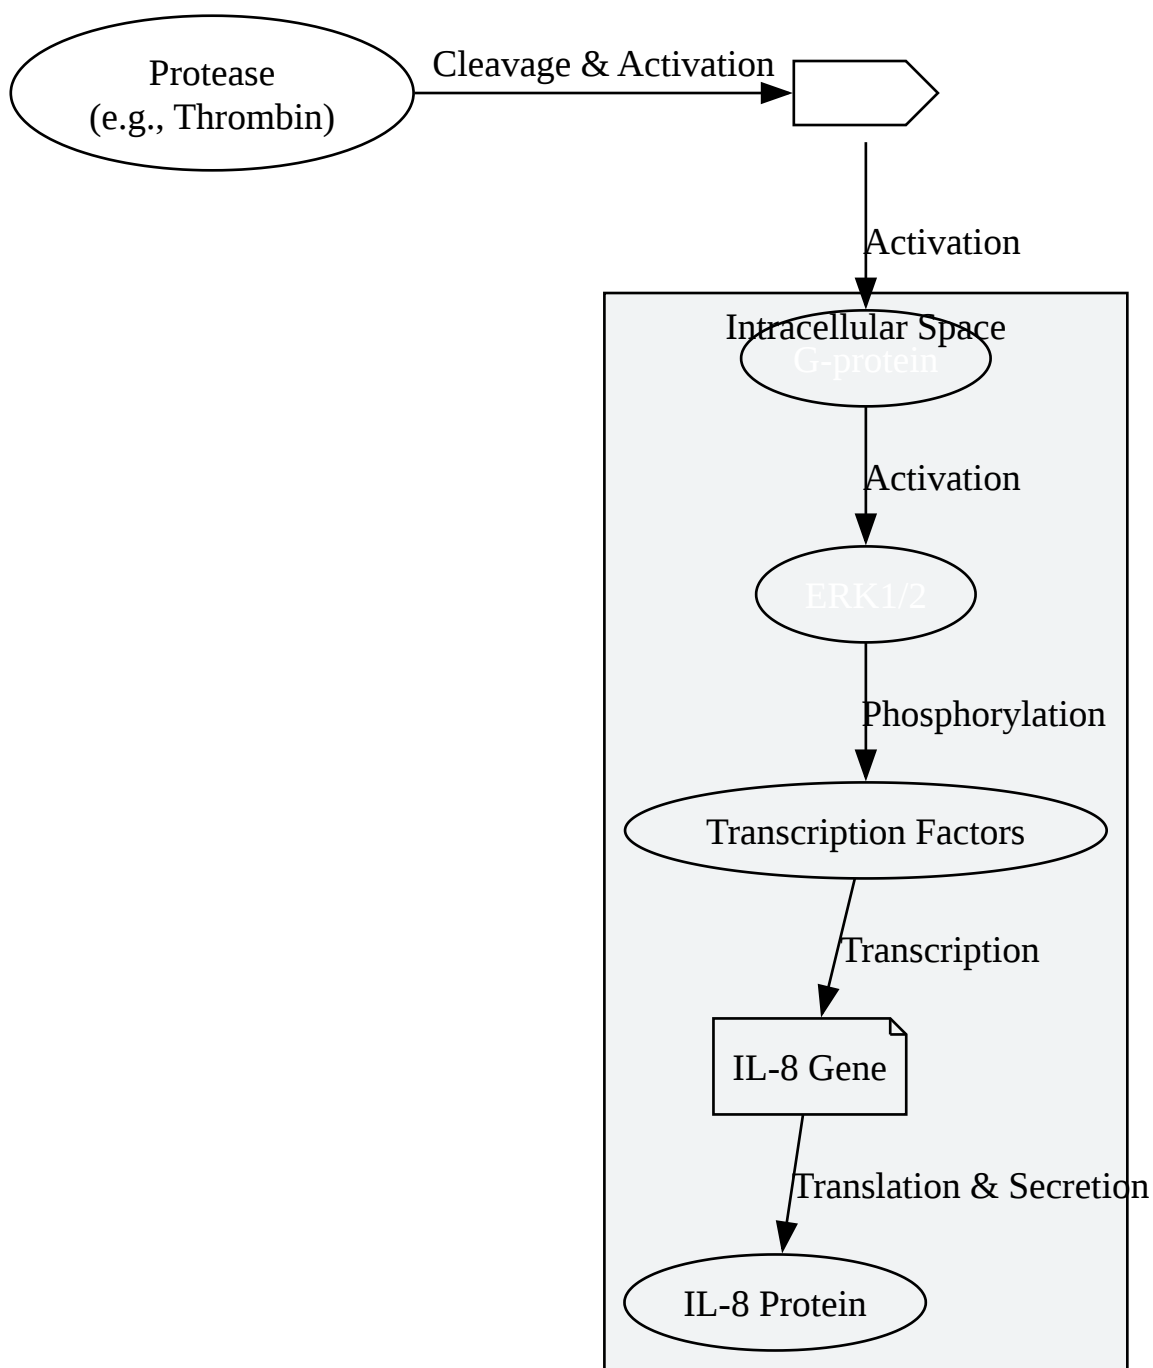 Protease
(e.g., Thrombin)
Cleavage & Activation
Activation
Intracellular Space
G-protein
Activation
ERK1/2
Phosphorylation
Transcription Factors
Transcription
IL-8 Gene
Translation & Secretion
IL-8 Protein